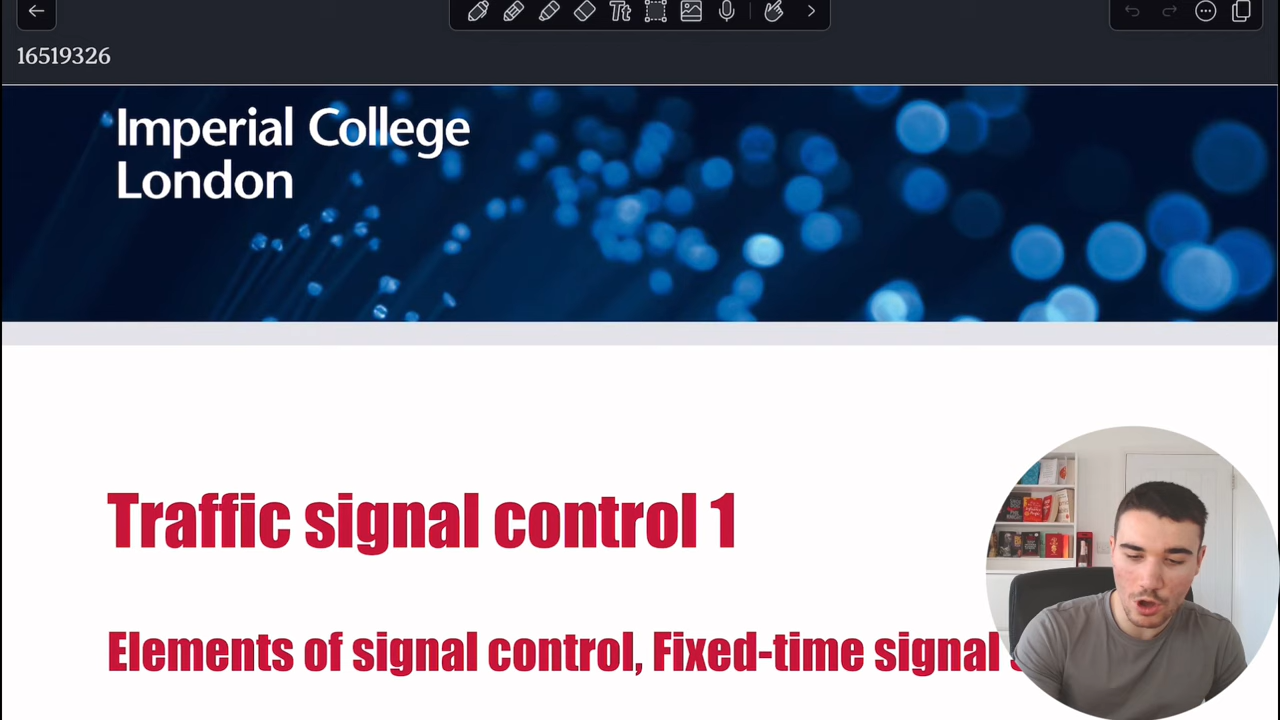 16519326
Imperial College
London
Traffic signal control 1
Elements of signal control, Fixed-time signal